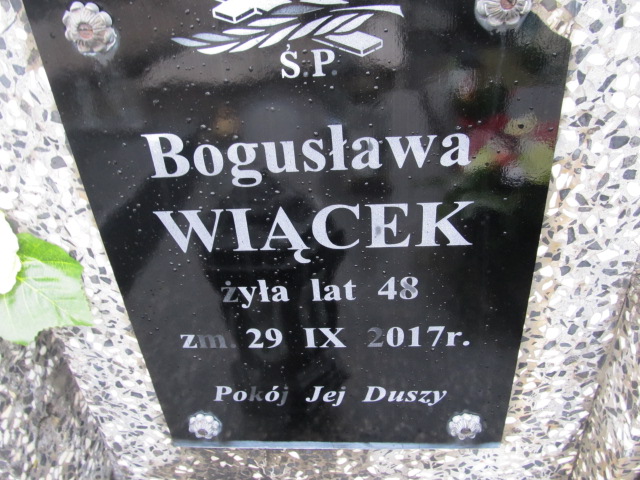 Ś.P.
Bogusława
WIĄCEK
żyła lat 48
zm. 29 IX 2017r.
Pokój Jej Duszy